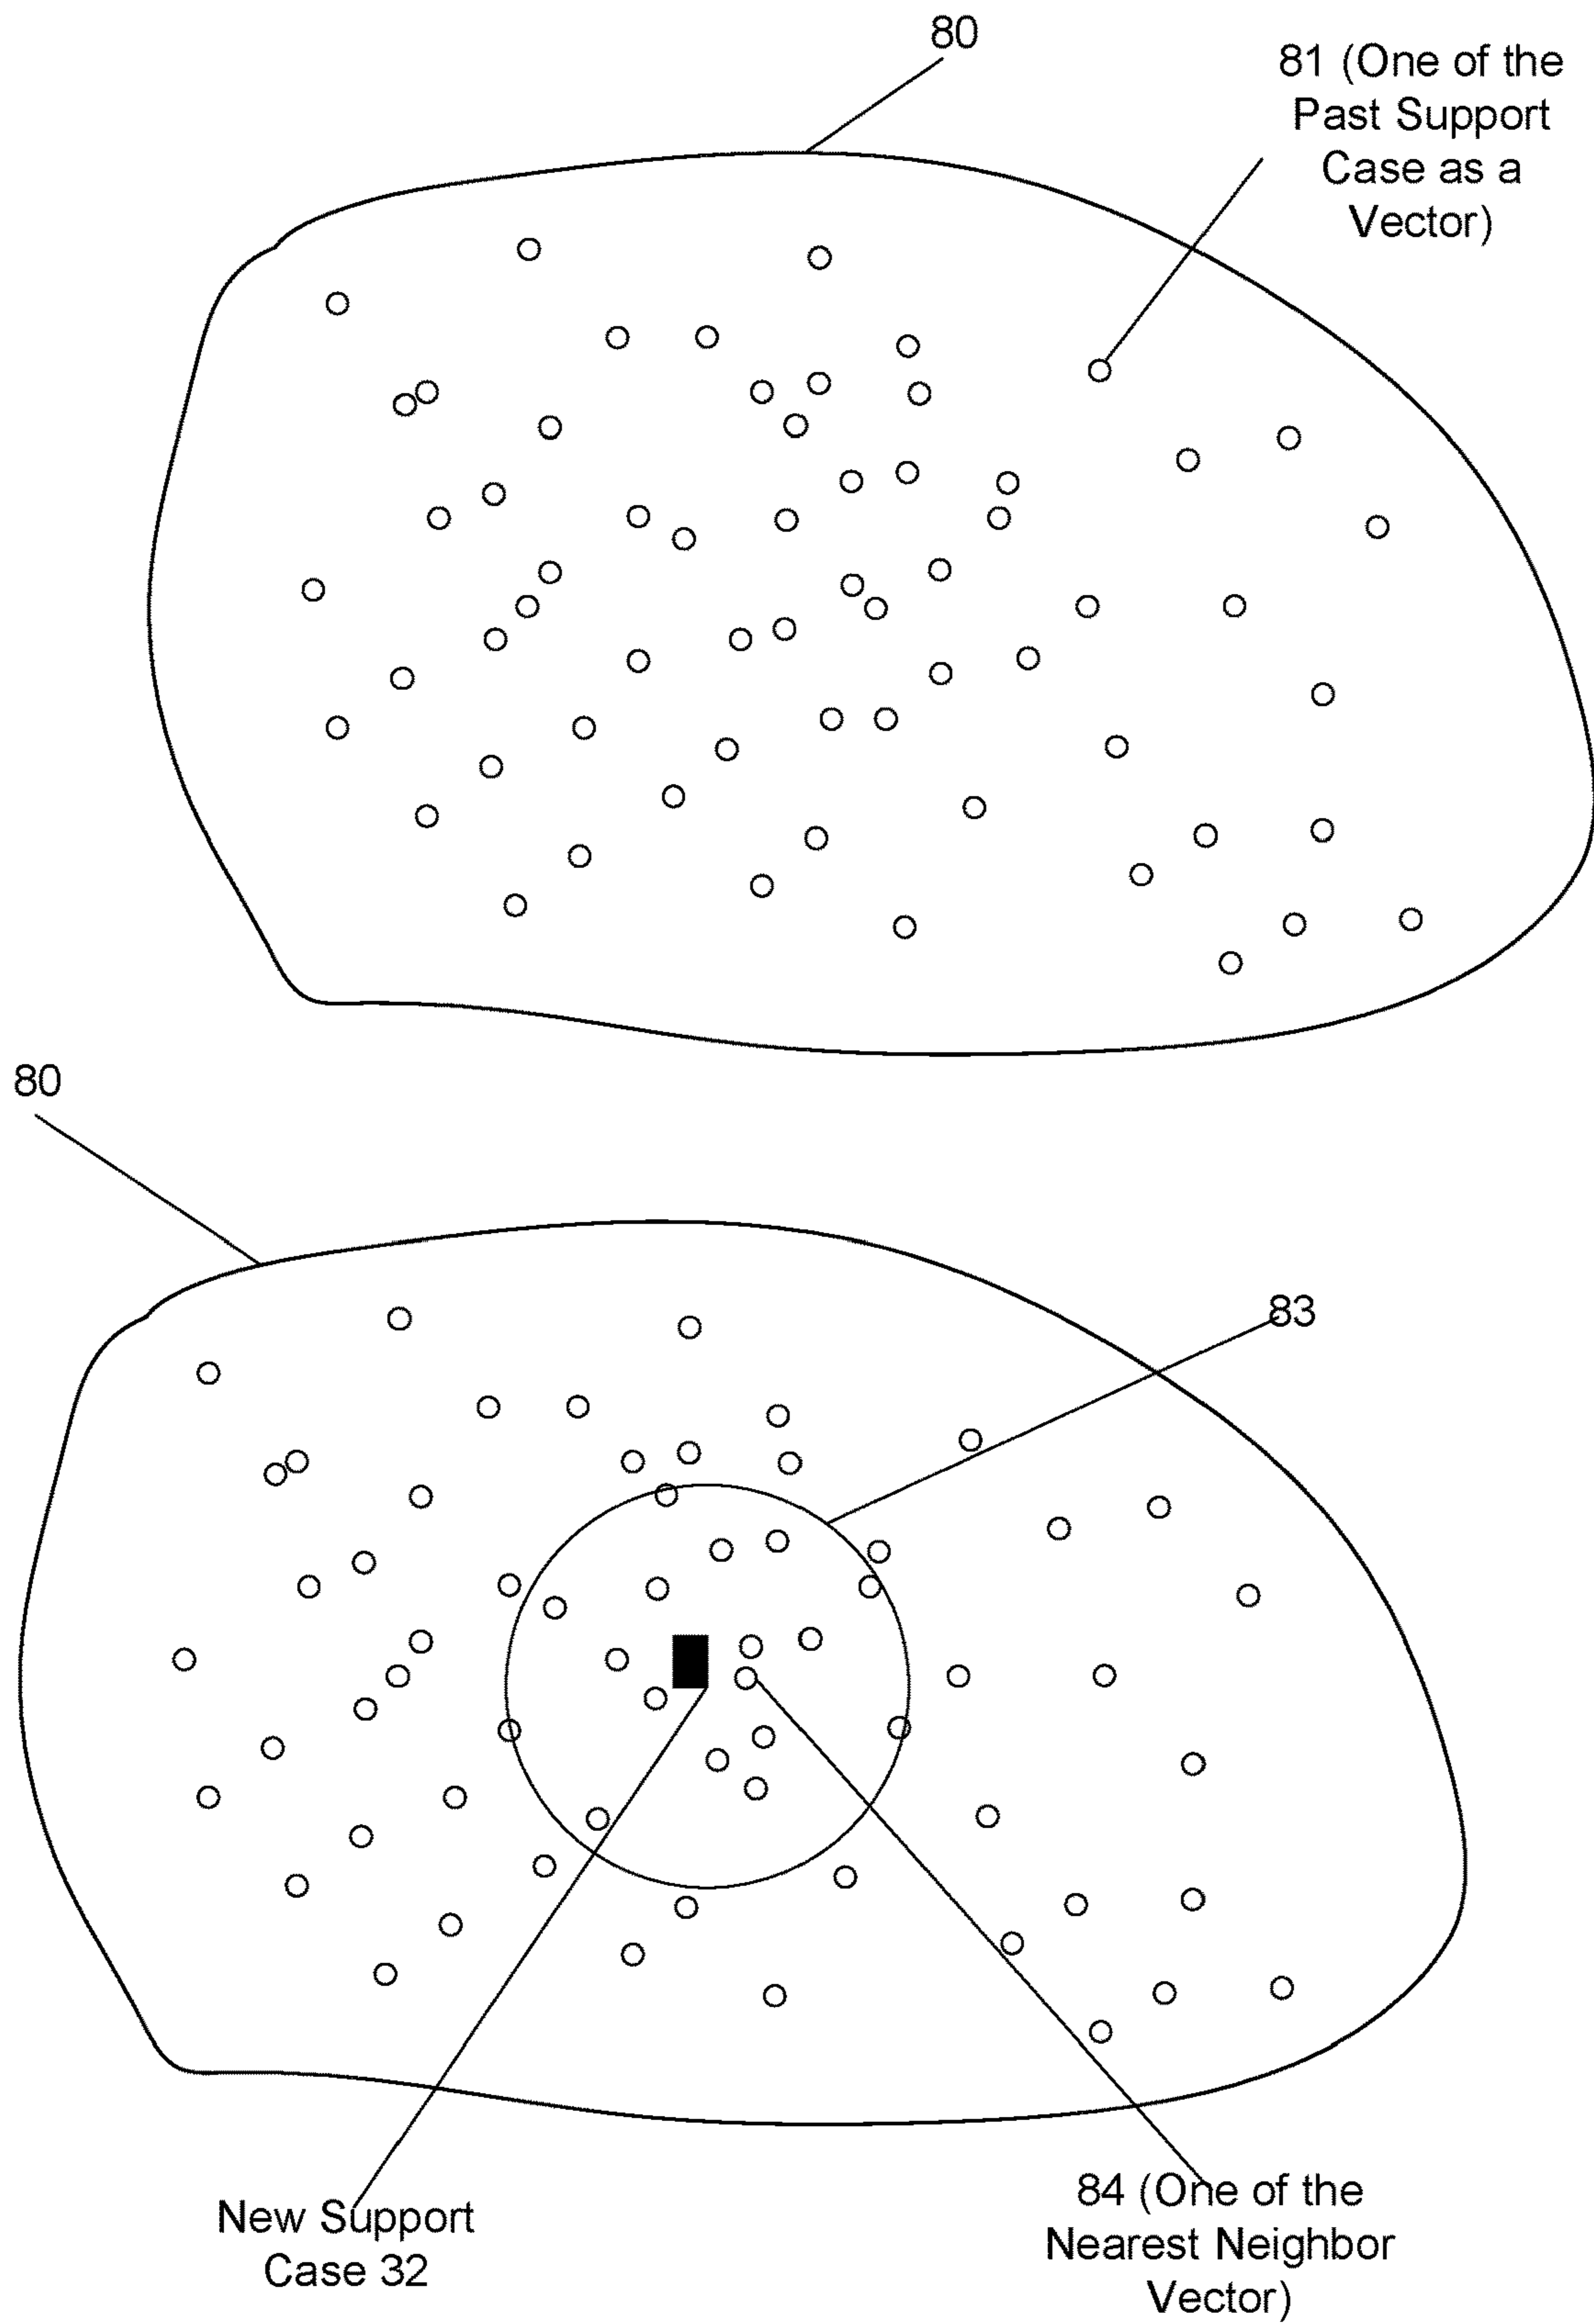 80
81 (One of the
Past Support
Case as a
Vector)
80
83
New Support
Case 32
84 (One of the
Nearest Neighbor
Vector)